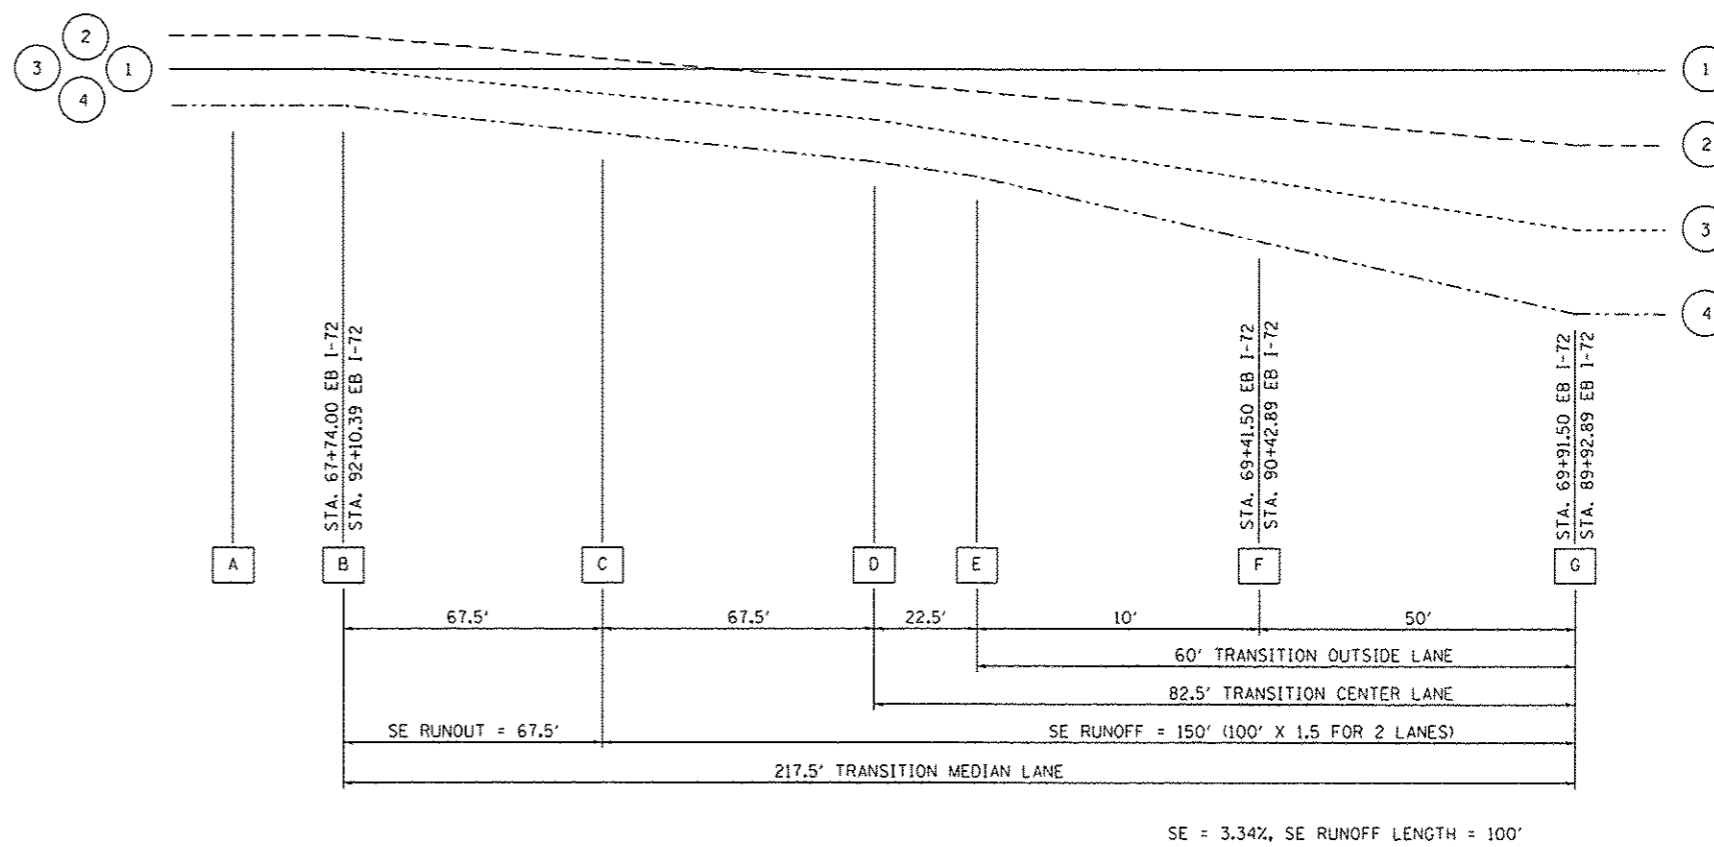 2
3
1
4
1
2
3
4
STA. 67+74.00 EB I-72
STA. 92+10.39 EB I-72
STA. 69+41.50 EB I-72
STA. 90+42.89 EB I-72
STA. 69+91.50 EB I-72
STA. 89+92.89 EB I-72
A
B
C
D
E
F
G
67.5'
67.5'
22.5'
10'
50'
60' TRANSITION OUTSIDE LANE
82.5' TRANSITION CENTER LANE
SE RUNOUT = 67.5'
SE RUNOFF = 150' (100' X 1.5 FOR 2 LANES)
217.5' TRANSITION MEDIAN LANE
SE = 3.34%, SE RUNOFF LENGTH = 100'